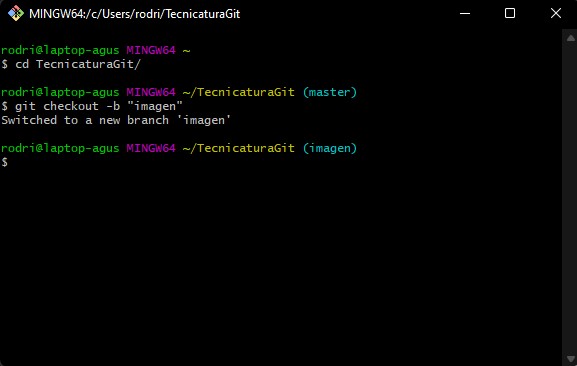 MINGW64:/c/Users/rodri/TecnicaturaGit
rodri@laptop-agus MINGW64 ~
$ cd TecnicaturaGit/
rodri@laptop-agus MINGW64 ~/TecnicaturaGit (master)
$ git checkout -b "imagen"
Switched to a new branch 'imagen'
rodri@laptop-agus MINGW64 ~/TecnicaturaGit (imagen)
$